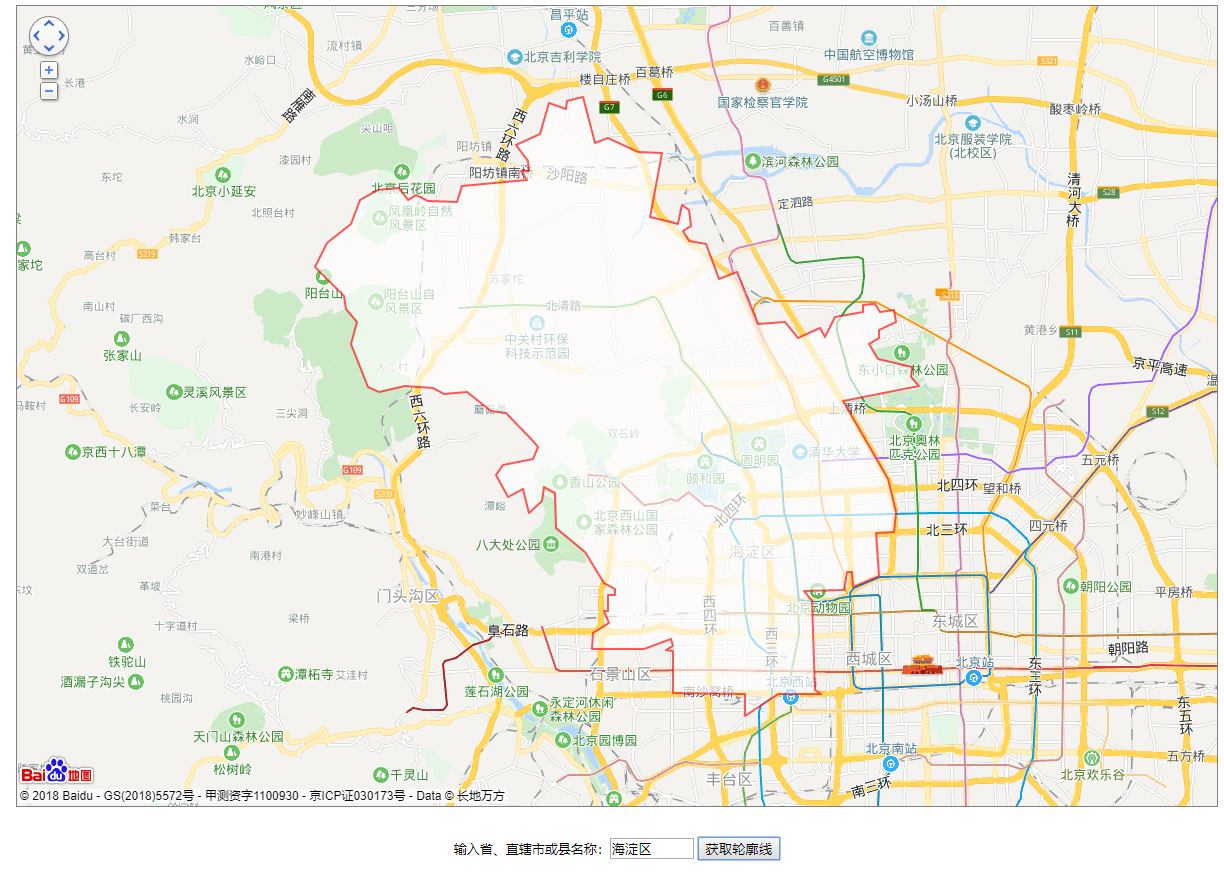 昌平站
百善镇
流村镇
中国航空博物馆
水峪口
北京吉利学院
S321
百葛桥
楼自庄桥
G4501
长港
G6
国家检察官学院
小汤山桥
南雁路
G7
酸枣岭桥
水涧
西六环路
尖山咀
北京服装学院
(北校区)
阳坊镇
漆园村
滨河森林公园
东坨
阳坊镇南
沙阳路
清河大桥
北京小延安
北京后花园
S28
定泗路
北照台村
凤凰岭自然
风景区
韩家台
高台村
S219
家坨
苏家坨
阳台山
阳台山自
风景区
S213
南山村
北清路
碳厂西沟
中关村环保
科技示范园
黄港乡
S11
张家山
京平高速
东小口森林公园
大工村
灵溪风景区
G109
马鞍村
长安岭
西六环路
上清桥
S12
三尖洞
北京奥林
匹克公园
双石岭
京西十八潭
圆明园
清华大学
五元桥
G109
颐和园
香山公园
北四环
望和桥
S209
潭峪
北四环
菜台
妙峰山镇
北京西山国
家森林公园
四元桥
北三环
大台街道
八大处公园
海淀区
南港村
双道岔
草坡
朝阳公园
平房桥
门头沟区
北京动物园
西四环
十字道村
梁桥
东城区
阜石路
西三环
铁驼山
朝阳路
西城区
北京站
潭柘寺
艾洼村
石景山区
东三环
酒漏子沟尖
北京西站
桃园沟
莲石湖公园
南沙窝桥
永定河休闲
森林公园
东五环
天门山森林公园
北京园博园
北京南站
五方桥
松树岭
千灵山
丰台区
北京欢乐谷
南三环
Bai du 地图
© 2018 Baidu - GS(2018)5572号 - 甲测资字1100930 - 京ICP证030173号 - Data © 长地万方
输入省、直辖市或县名称：
海淀区
获取轮廓线